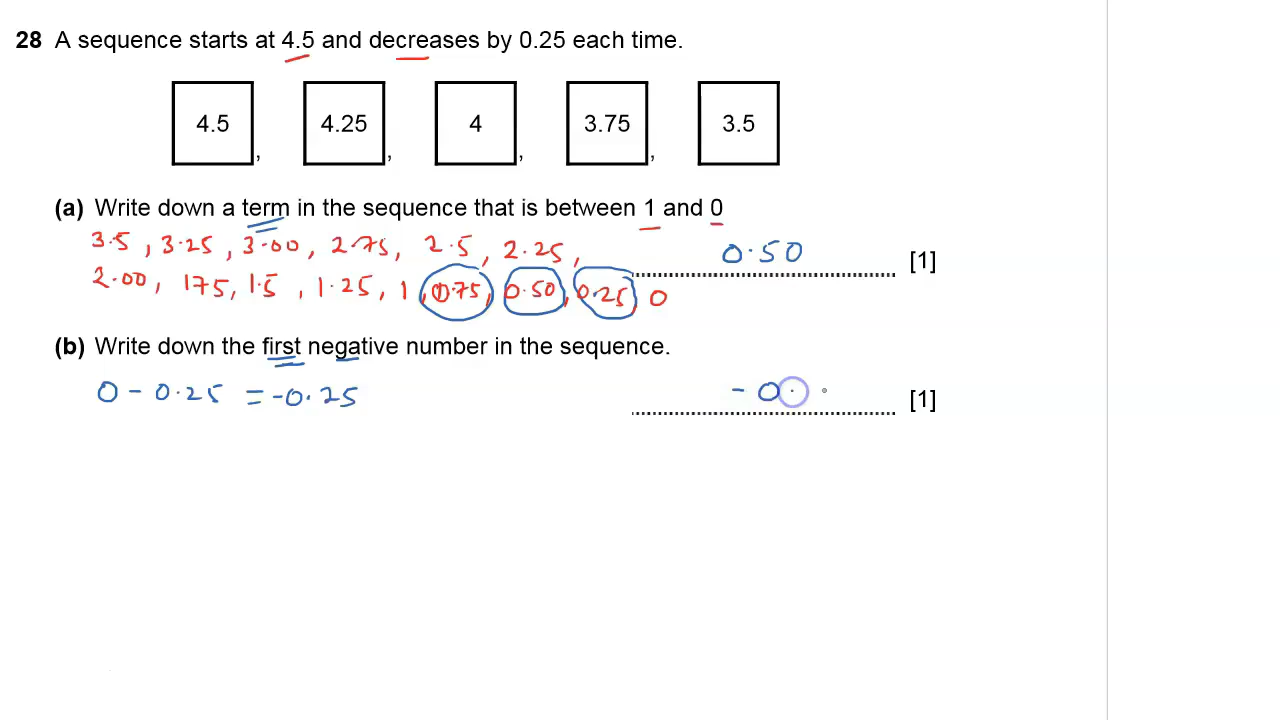 28 A sequence starts at 4.5 and decreases by 0.25 each time.
4.5 , 4.25 , 4 , 3.75 , 3.5
(a) Write down a term in the sequence that is between 1 and 0
3.5 , 3.25 , 3.00 , 2.75 , 2.5 , 2.25 ,
0.50 [1]
2.00 , 175 , 1.5 , 1.25 , 1 , 0.75 , 0.50 , 0.25 , 0
(b) Write down the first negative number in the sequence.
0 - 0.25 = -0.25
- 0. [1]